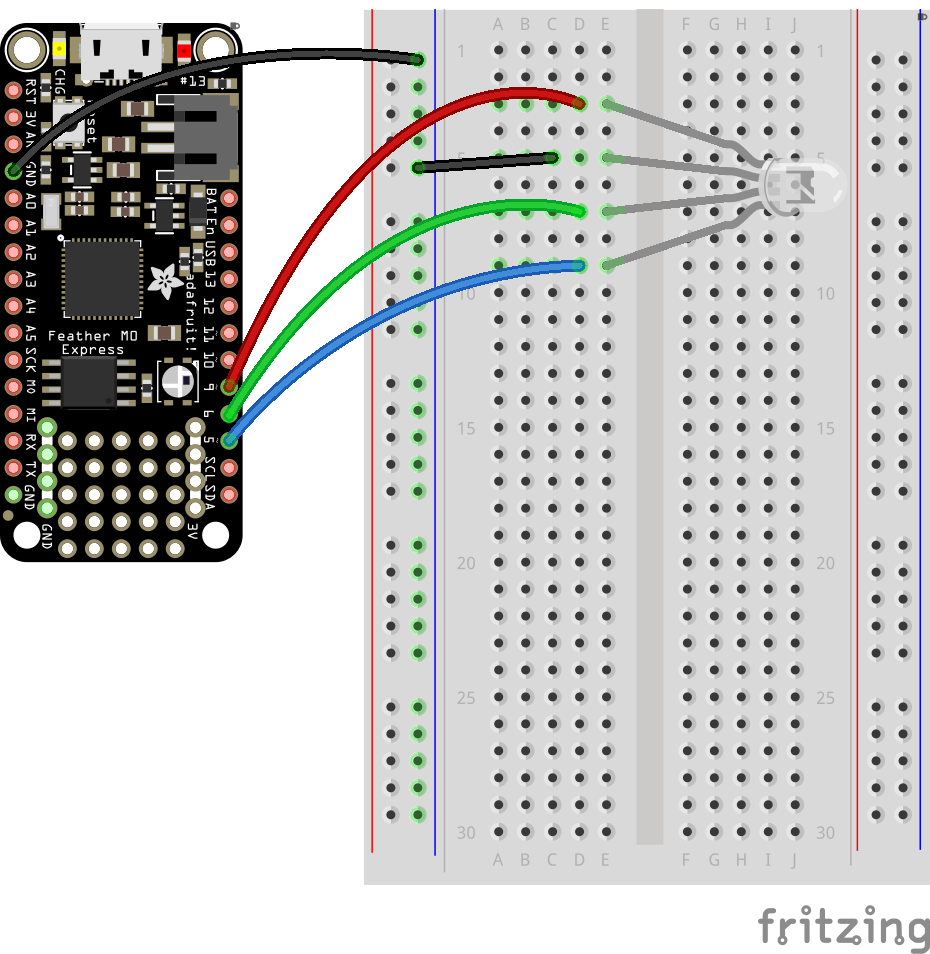 CHG
#13
Reset
RST
3V
GND
A0
A1
A2
A3
A4
A5
SCK
MO
MI
RX
TX
GND
BAT
EN
USB
13
12
11
10
9
6
5
SCL
SDA
adafruit!
Feather M0
Express
GND
3V
A B C D E F G H I J
1 1
5 5
10 10
15 15
20 20
25 25
30 30
A B C D E F G H I J
fritzing